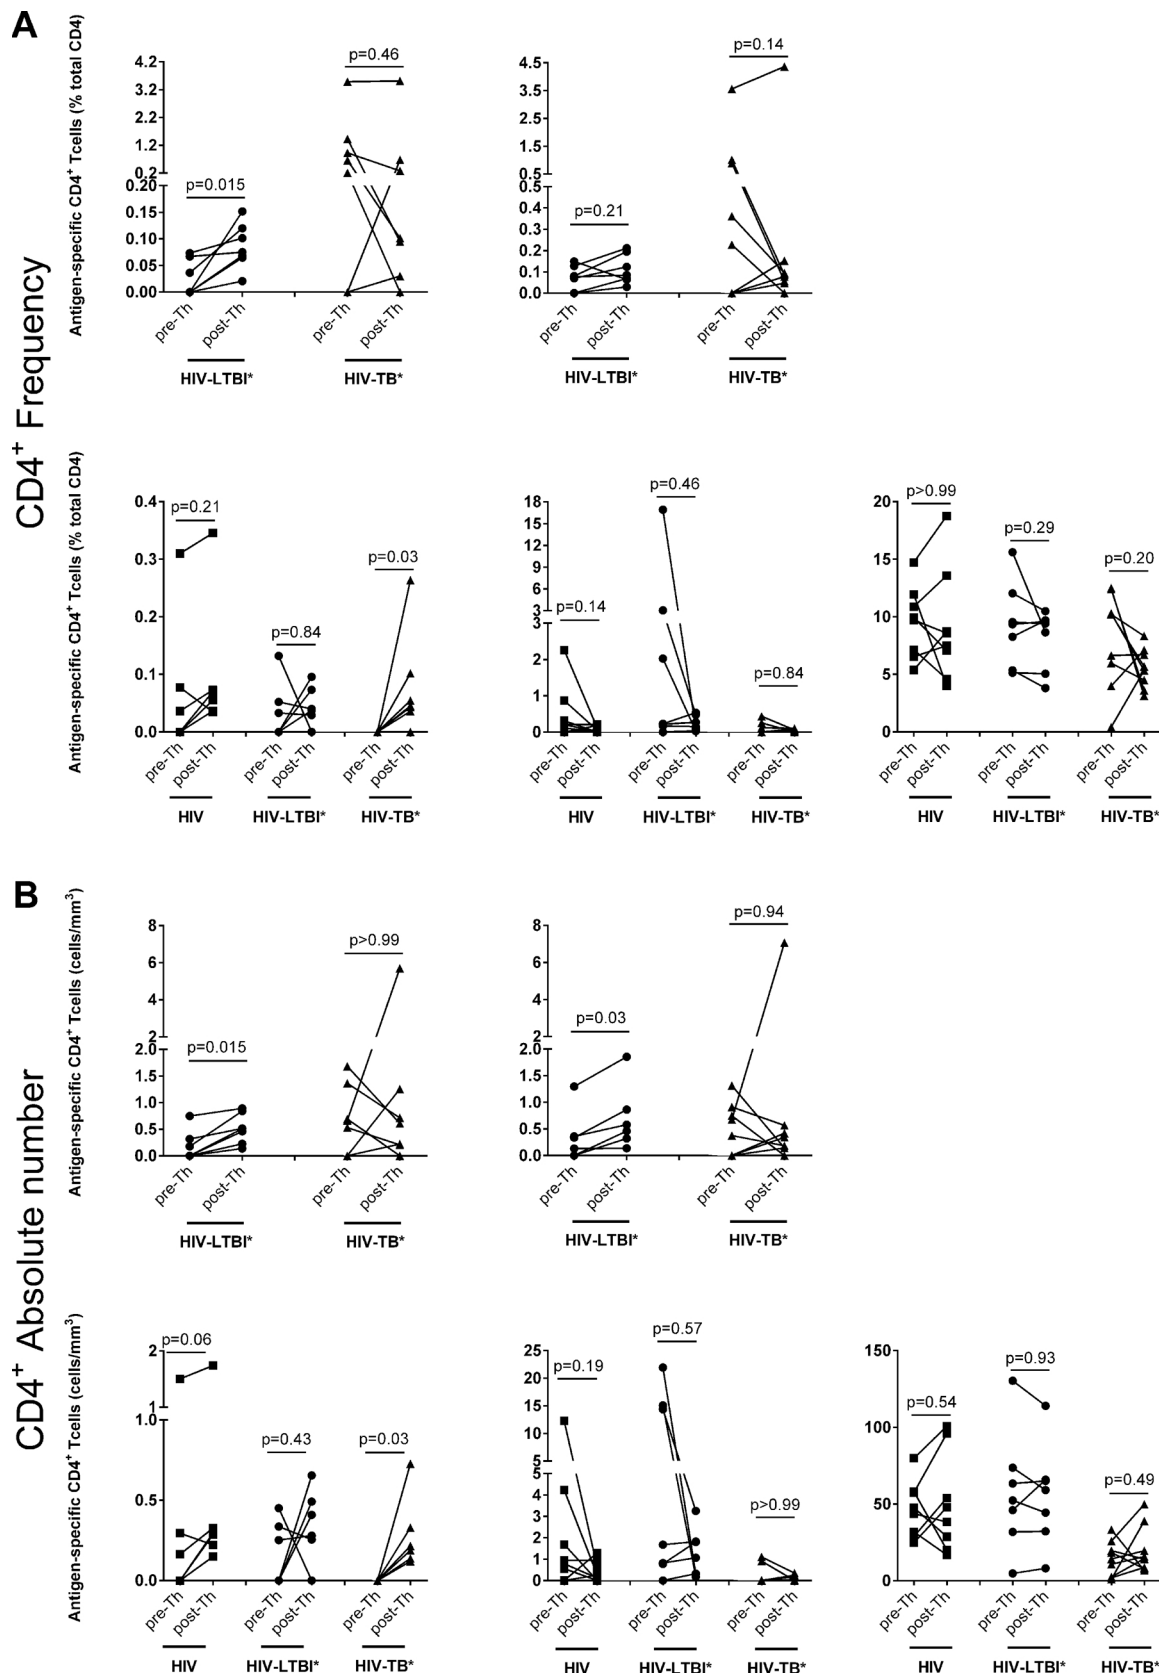 A
CD4+ Frequency
Antigen-specific CD4+ Tcells (% total CD4)
4.2
3.2
2.2
1.2
0.2
0.20
0.15
0.10
0.05
0.00
p=0.015
p=0.46
pre-Th
post-Th
pre-Th
post-Th
HIV-LTBI*
HIV-TB*
4.5
3.5
2.5
1.5
0.5
0.5
0.4
0.3
0.2
0.1
0.0
p=0.21
p=0.14
pre-Th
post-Th
pre-Th
post-Th
HIV-LTBI*
HIV-TB*
Antigen-specific CD4+ Tcells (% total CD4)
0.4
0.3
0.2
0.1
0.0
p=0.21
p=0.84
p=0.03
pre-Th
post-Th
pre-Th
post-Th
pre-Th
post-Th
HIV
HIV-LTBI*
HIV-TB*
18
15
12
9
6
3
3
2
1
0
p=0.14
p=0.46
p=0.84
pre-Th
post-Th
pre-Th
post-Th
pre-Th
post-Th
HIV
HIV-LTBI*
HIV-TB*
20
15
10
5
0
p>0.99
p=0.29
p=0.20
pre-Th
post-Th
pre-Th
post-Th
pre-Th
post-Th
HIV
HIV-LTBI*
HIV-TB*
B
CD4+ Absolute number
Antigen-specific CD4+ Tcells (cells/mm3)
8
6
4
2
2.0
1.5
1.0
0.5
0.0
p=0.015
p>0.99
pre-Th
post-Th
pre-Th
post-Th
HIV-LTBI*
HIV-TB*
8
6
4
2
2.0
1.5
1.0
0.5
0.0
p=0.03
p=0.94
pre-Th
post-Th
pre-Th
post-Th
HIV-LTBI*
HIV-TB*
Antigen-specific CD4+ Tcells (cells/mm3)
2
1
1.0
0.5
0.0
p=0.06
p=0.43
p=0.03
pre-Th
post-Th
pre-Th
post-Th
pre-Th
post-Th
HIV
HIV-LTBI*
HIV-TB*
25
20
15
10
5
5
4
3
2
1
0
p=0.19
p=0.57
p>0.99
pre-Th
post-Th
pre-Th
post-Th
pre-Th
post-Th
HIV
HIV-LTBI*
HIV-TB*
150
100
50
0
p=0.54
p=0.93
p=0.49
pre-Th
post-Th
pre-Th
post-Th
pre-Th
post-Th
HIV
HIV-LTBI*
HIV-TB*